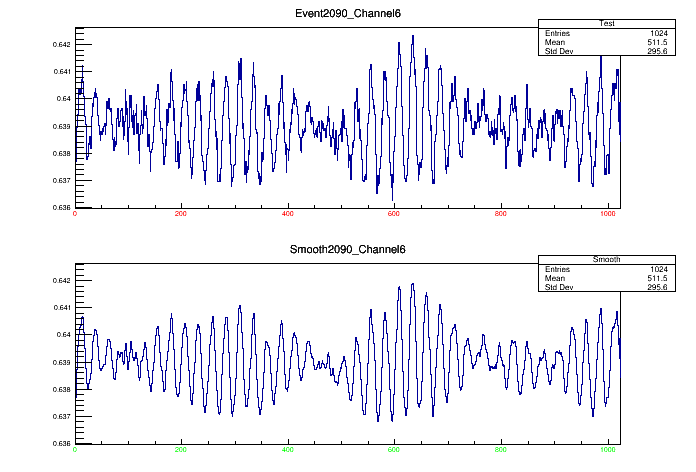 Event2090_Channel6
Test
Entries 1024
Mean 511.5
Std Dev 295.6
0.642
0.641
0.64
0.639
0.638
0.637
0.636
0 200 400 600 800 1000
Smooth2090_Channel6
Smooth
Entries 1024
Mean 511.5
Std Dev 295.6
0.642
0.641
0.64
0.639
0.638
0.637
0.636
0 200 400 600 800 1000